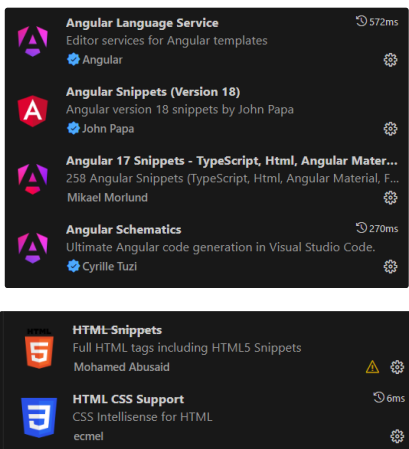 Angular Language Service 572ms
Editor services for Angular templates
Angular
Angular Snippets (Version 18)
Angular version 18 snippets by John Papa
John Papa
Angular 17 Snippets - TypeScript, Html, Angular Mater...
258 Angular Snippets (TypeScript, Html, Angular Material, F...
Mikael Morlund
Angular Schematics 270ms
Ultimate Angular code generation in Visual Studio Code.
Cyrille Tuzi
HTML Snippets
Full HTML tags including HTML5 Snippets
Mohamed Abusaid
HTML CSS Support 6ms
CSS Intellisense for HTML
ecmel